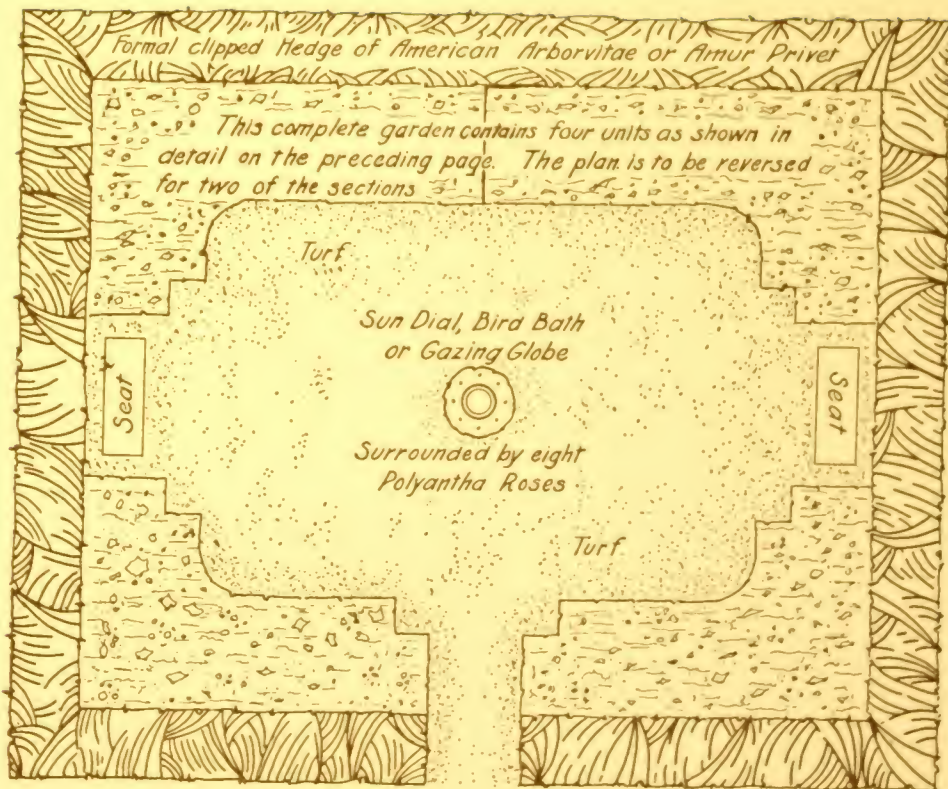 Formal clipped Hedge of American Arborvitae or Amur Privet
This complete garden contains four units as shown in
detail on the preceding page. The plan is to be reversed
for two of the sections
Turf
Sun Dial, Bird Bath
or Gazing Globe
Seat
Seat
Surrounded by eight
Polyantha Roses
Turf